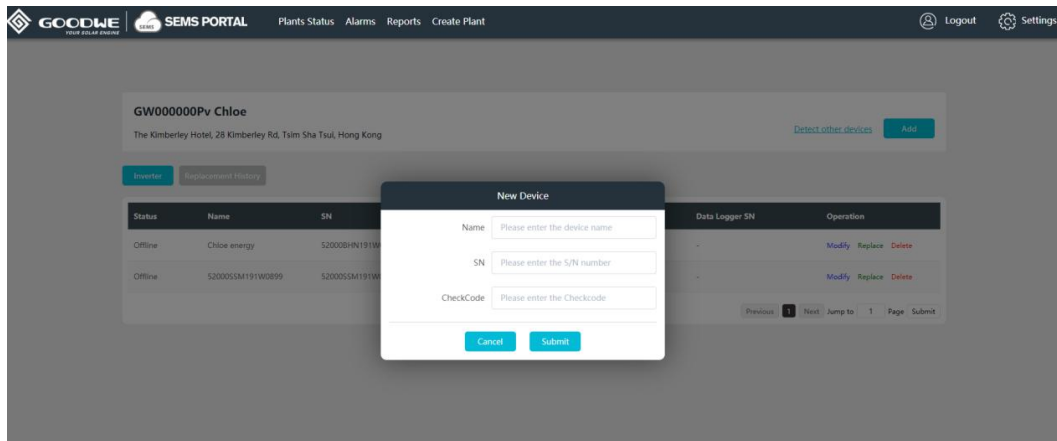 GOODWE SEMS PORTAL Plants Status Alarms Reports Create Plant Logout Settings
YOUR SOLAR ENGINE SEMS
GW000000Pv Chloe
The Kimberley Hotel, 28 Kimberley Rd, Tsim Sha Tsui, Hong Kong
Detect other devices Add
Inverter Replacement History
New Device
Status Name SN Data Logger SN Operation
Name Please enter the device name
Offline Chloe energy 52000BHN191W - Modify Replace Delete
SN Please enter the S/N number
Offline 52000SSM191W0899 52000SSM191W - Modify Replace Delete
CheckCode Please enter the Checkcode
Previous 1 Next Jump to 1 Page Submit
Cancel Submit